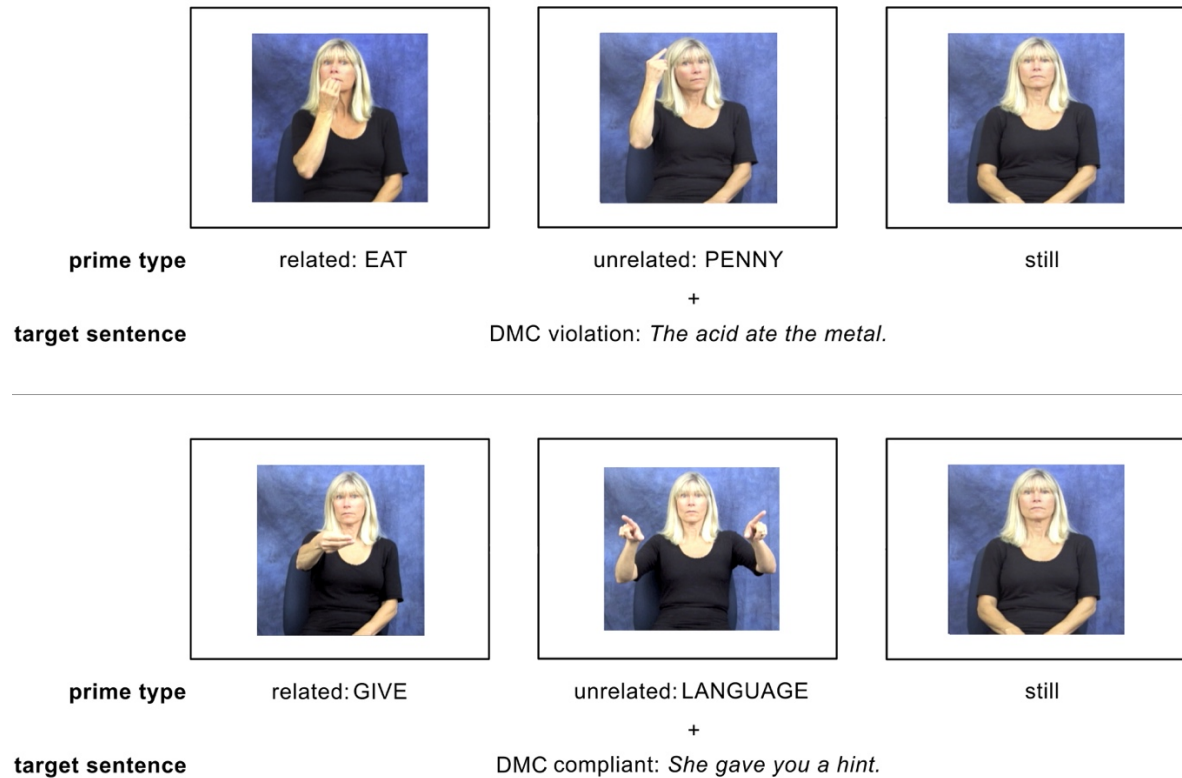 prime type related: EAT unrelated: PENNY still
+
target sentence DMC violation: The acid ate the metal.
prime type related: GIVE unrelated: LANGUAGE still
+
target sentence DMC compliant: She gave you a hint.